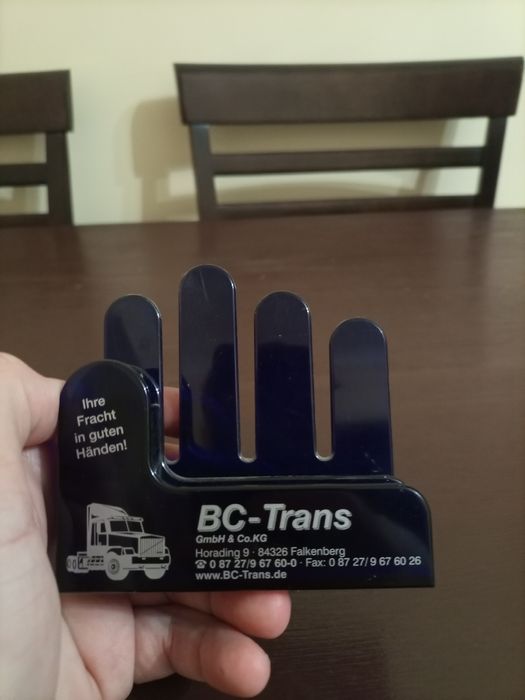 Ihre
Fracht
in guten
Händen!
BC-Trans
GmbH & Co.KG
Horading 9 · 84326 Falkenberg
☎ 0 87 27/9 67 60-0 · Fax: 0 87 27/9 67 60 26
www.BC-Trans.de